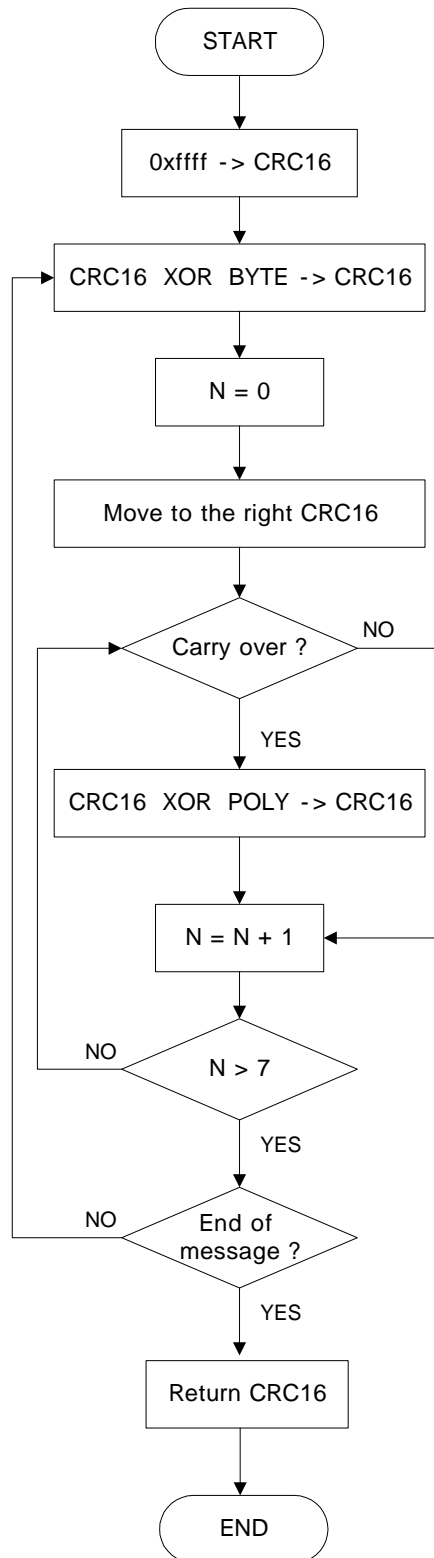 START
0xffff -> CRC16
CRC16 XOR BYTE -> CRC16
N = 0
Move to the right CRC16
Carry over ?
NO
YES
CRC16 XOR POLY -> CRC16
N = N + 1
NO
N > 7
YES
NO
End of
message ?
YES
Return CRC16
END